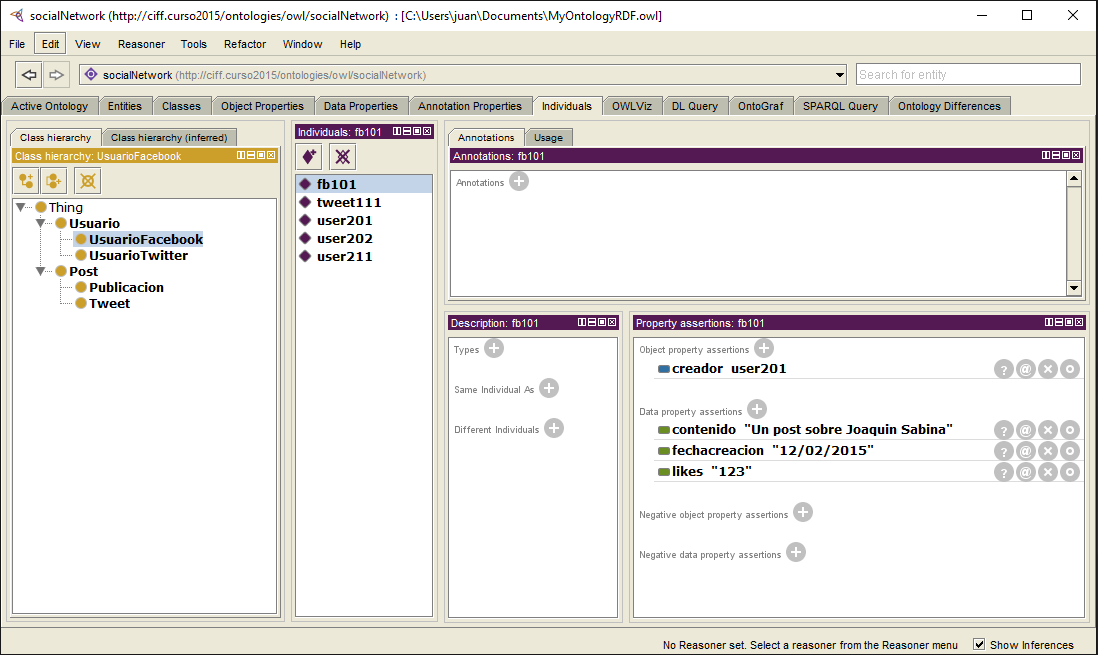 socialNetwork (http://ciff.curso2015/ontologies/owl/socialNetwork)  : [C:\Users\juan\Documents\MyOntologyRDF.owl]
File Edit View Reasoner Tools Refactor Window Help
socialNetwork (http://ciff.curso2015/ontologies/owl/socialNetwork) Search for entity
Active Ontology Entities Classes Object Properties Data Properties Annotation Properties Individuals OWLViz DL Query OntoGraf SPARQL Query Ontology Differences
Class hierarchy Class hierarchy (inferred)
Class hierarchy: UsuarioFacebook
Thing
Usuario
UsuarioFacebook
UsuarioTwitter
Post
Publicacion
Tweet
Individuals: fb101
fb101
tweet111
user201
user202
user211
Annotations Usage
Annotations: fb101
Annotations
Description: fb101
Types
Same Individual As
Different Individuals
Property assertions: fb101
Object property assertions
creador user201
Data property assertions
contenido "Un post sobre Joaquin Sabina"
fechacreacion "12/02/2015"
likes "123"
Negative object property assertions
Negative data property assertions
No Reasoner set. Select a reasoner from the Reasoner menu Show Inferences